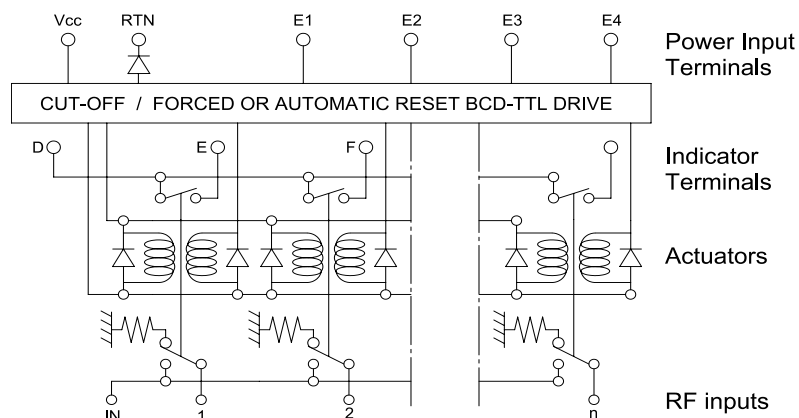 Vcc RTN E1 E2 E3 E4
Power Input
Terminals
CUT-OFF / FORCED OR AUTOMATIC RESET BCD-TTL DRIVE
D E F
Indicator
Terminals
Actuators
IN 1 2 n
RF inputs